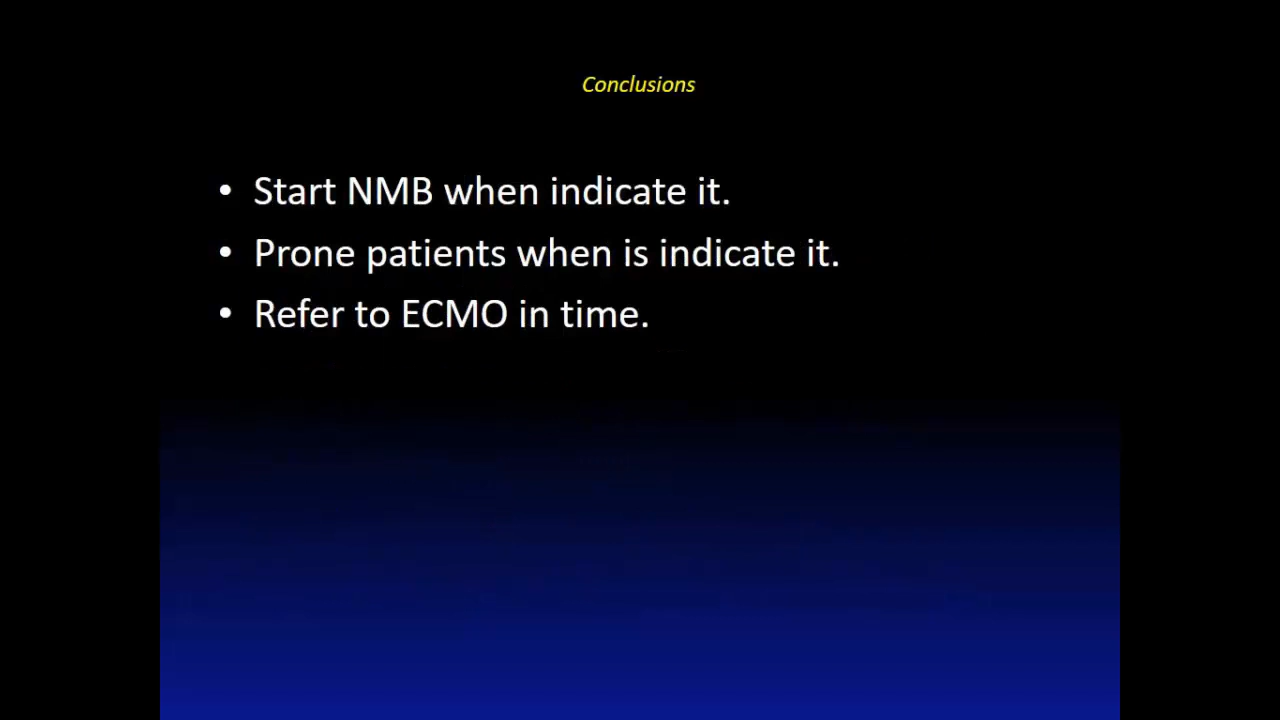 Conclusions
• Start NMB when indicate it.
• Prone patients when is indicate it.
• Refer to ECMO in time.